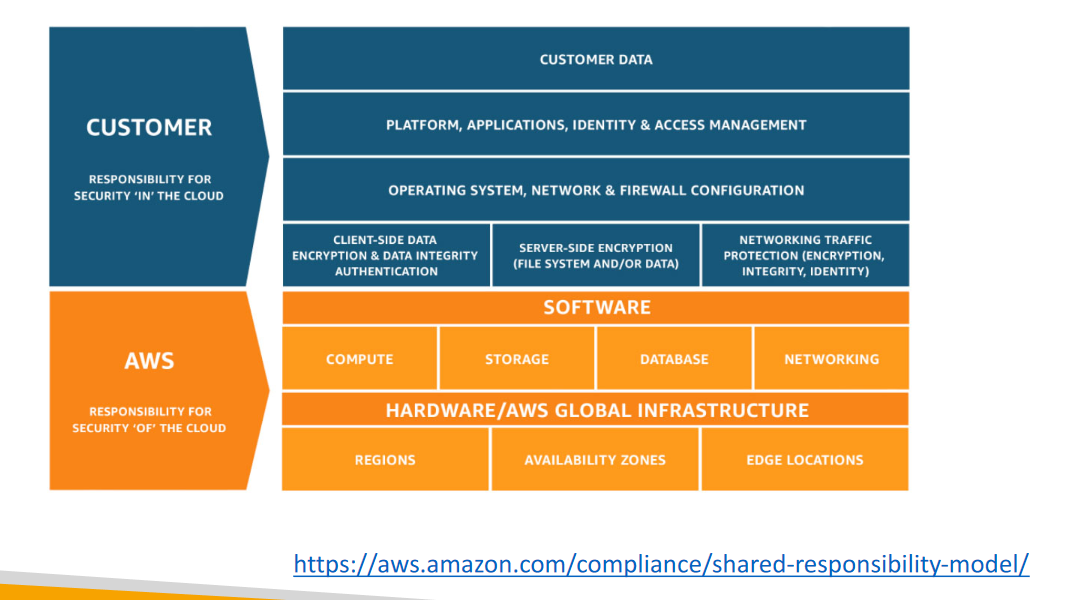 CUSTOMER
RESPONSIBILITY FOR
SECURITY ‘IN’ THE CLOUD
CUSTOMER DATA
PLATFORM, APPLICATIONS, IDENTITY & ACCESS MANAGEMENT
OPERATING SYSTEM, NETWORK & FIREWALL CONFIGURATION
CLIENT-SIDE DATA
ENCRYPTION & DATA INTEGRITY
AUTHENTICATION
SERVER-SIDE ENCRYPTION
(FILE SYSTEM AND/OR DATA)
NETWORKING TRAFFIC
PROTECTION (ENCRYPTION,
INTEGRITY, IDENTITY)
AWS
RESPONSIBILITY FOR
SECURITY ‘OF’ THE CLOUD
SOFTWARE
COMPUTE
STORAGE
DATABASE
NETWORKING
HARDWARE/AWS GLOBAL INFRASTRUCTURE
REGIONS
AVAILABILITY ZONES
EDGE LOCATIONS
https://aws.amazon.com/compliance/shared-responsibility-model/